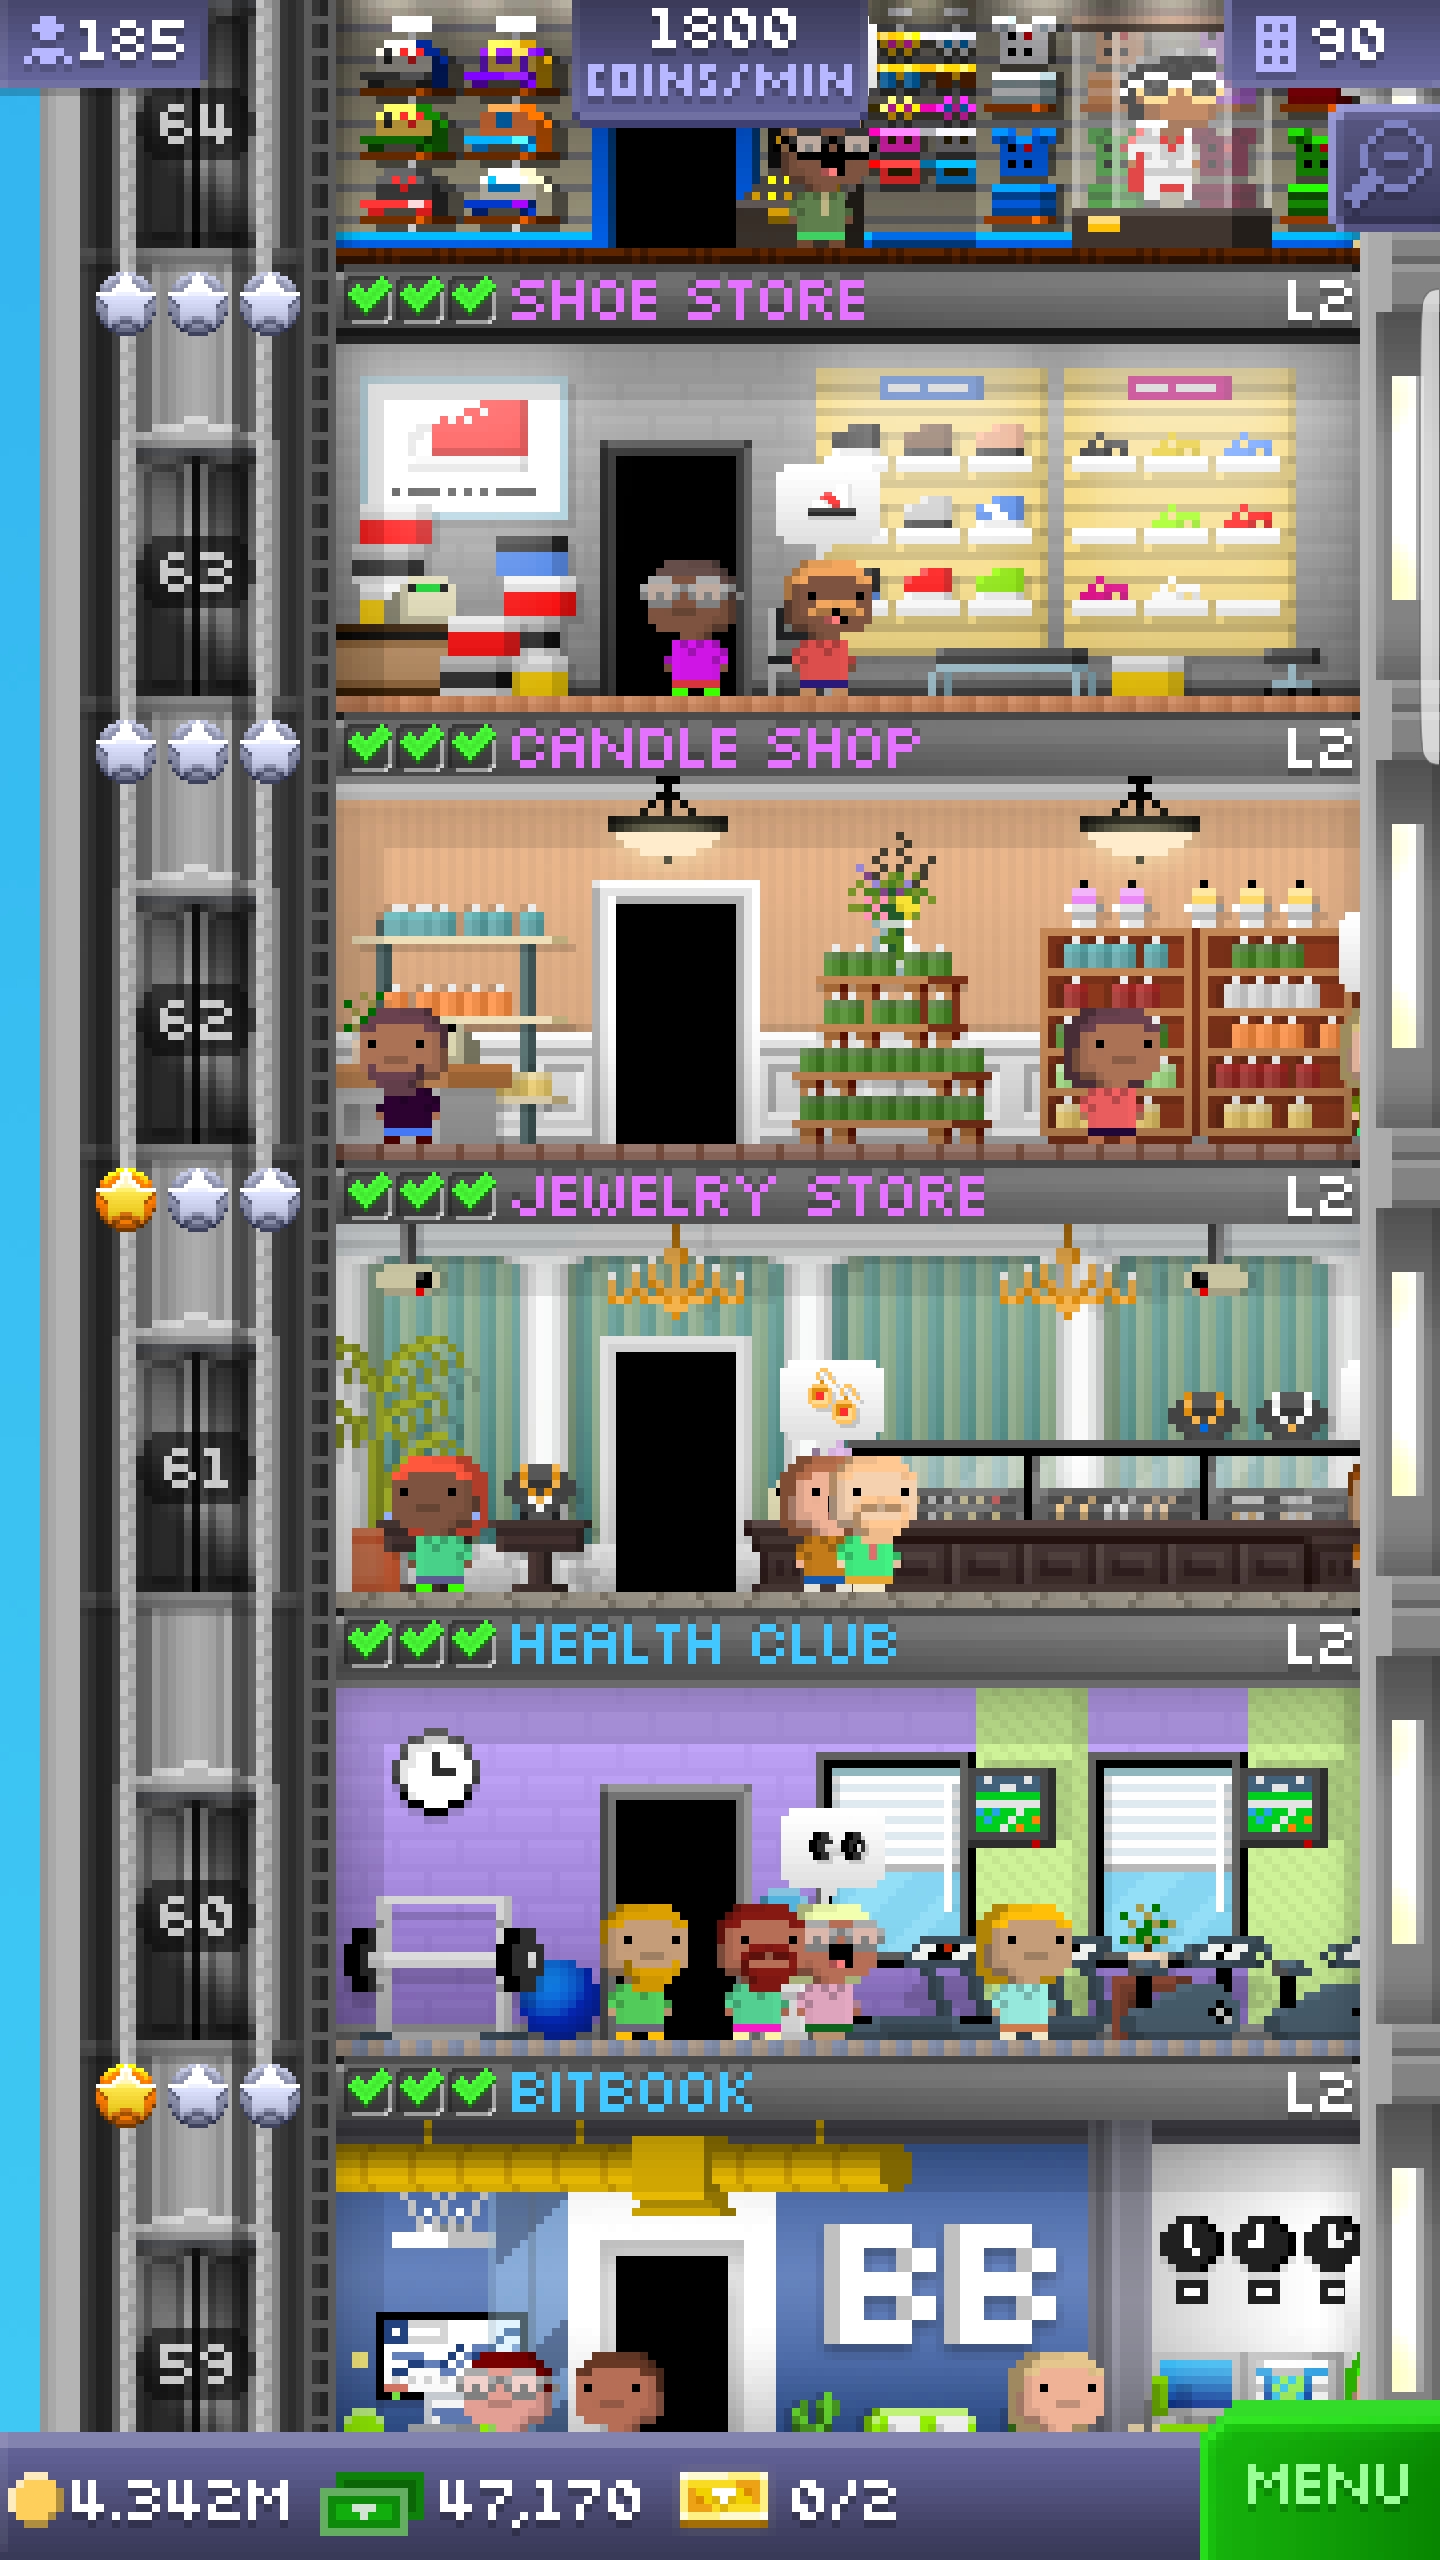 185
1800
COINS/MIN
90
64
SHOE STORE L2
63
CANDLE SHOP L2
62
JEWELRY STORE L2
61
HEALTH CLUB L2
60
BITBOOK L2
BB
59
4.342M 47,170 0/2
MENU